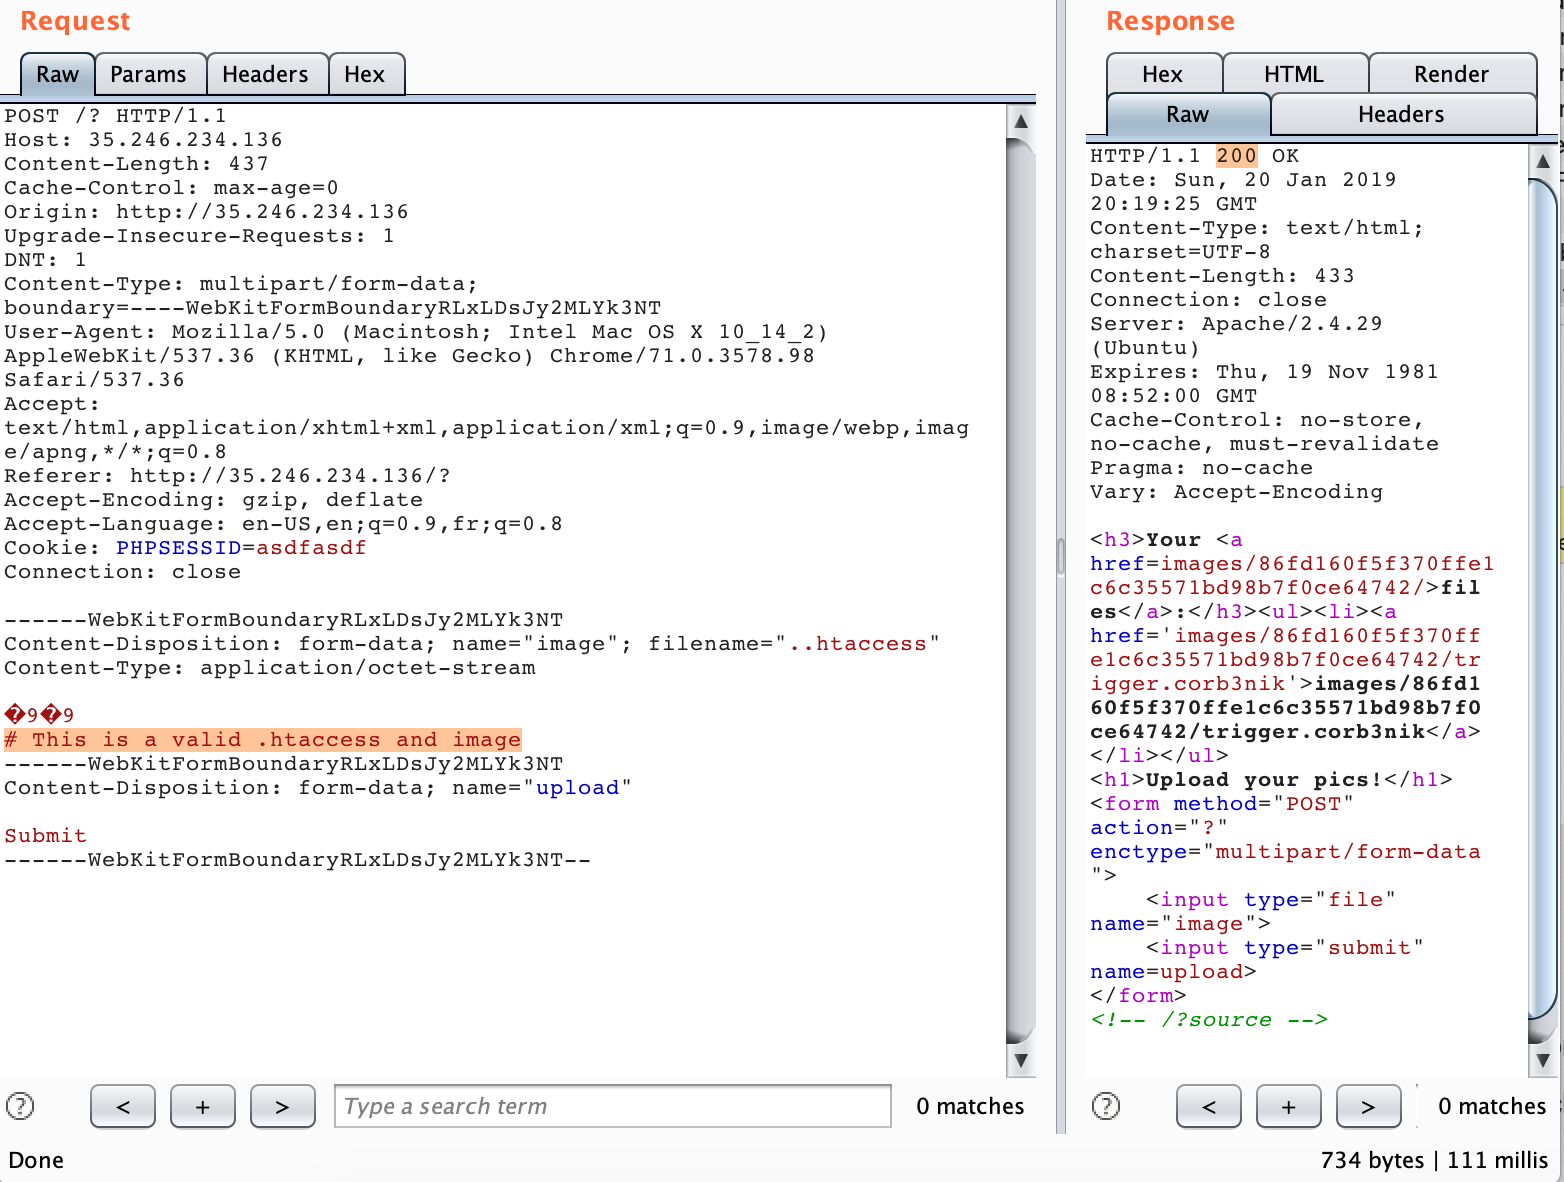 Request
Raw Params Headers Hex
POST /? HTTP/1.1
Host: 35.246.234.136
Content-Length: 437
Cache-Control: max-age=0
Origin: http://35.246.234.136
Upgrade-Insecure-Requests: 1
DNT: 1
Content-Type: multipart/form-data;
boundary=----WebKitFormBoundaryRLxLDsJy2MLYk3NT
User-Agent: Mozilla/5.0 (Macintosh; Intel Mac OS X 10_14_2)
AppleWebKit/537.36 (KHTML, like Gecko) Chrome/71.0.3578.98
Safari/537.36
Accept:
text/html,application/xhtml+xml,application/xml;q=0.9,image/webp,imag
e/apng,*/*;q=0.8
Referer: http://35.246.234.136/?
Accept-Encoding: gzip, deflate
Accept-Language: en-US,en;q=0.9,fr;q=0.8
Cookie: PHPSESSID=asdfasdf
Connection: close
------WebKitFormBoundaryRLxLDsJy2MLYk3NT
Content-Disposition: form-data; name="image"; filename="..htaccess"
Content-Type: application/octet-stream
�9�9
# This is a valid .htaccess and image
------WebKitFormBoundaryRLxLDsJy2MLYk3NT
Content-Disposition: form-data; name="upload"
Submit
------WebKitFormBoundaryRLxLDsJy2MLYk3NT--
? < + > Type a search term 0 matches
Done
Response
Hex HTML Render
Raw Headers
HTTP/1.1 200 OK
Date: Sun, 20 Jan 2019
20:19:25 GMT
Content-Type: text/html;
charset=UTF-8
Content-Length: 433
Connection: close
Server: Apache/2.4.29
(Ubuntu)
Expires: Thu, 19 Nov 1981
08:52:00 GMT
Cache-Control: no-store,
no-cache, must-revalidate
Pragma: no-cache
Vary: Accept-Encoding
<h3>Your <a
href=images/86fd160f5f370ffe1
c6c35571bd98b7f0ce64742/>fil
es</a>:</h3><ul><li><a
href='images/86fd160f5f370ff
e1c6c35571bd98b7f0ce64742/tr
igger.corb3nik'>images/86fd1
60f5f370ffe1c6c35571bd98b7f0
ce64742/trigger.corb3nik</a>
</li></ul>
<h1>Upload your pics!</h1>
<form method="POST"
action="?"
enctype="multipart/form-data
">
<input type="file"
name="image">
<input type="submit"
name=upload>
</form>
<!-- /?source -->
? < + > 0 matches
734 bytes | 111 millis